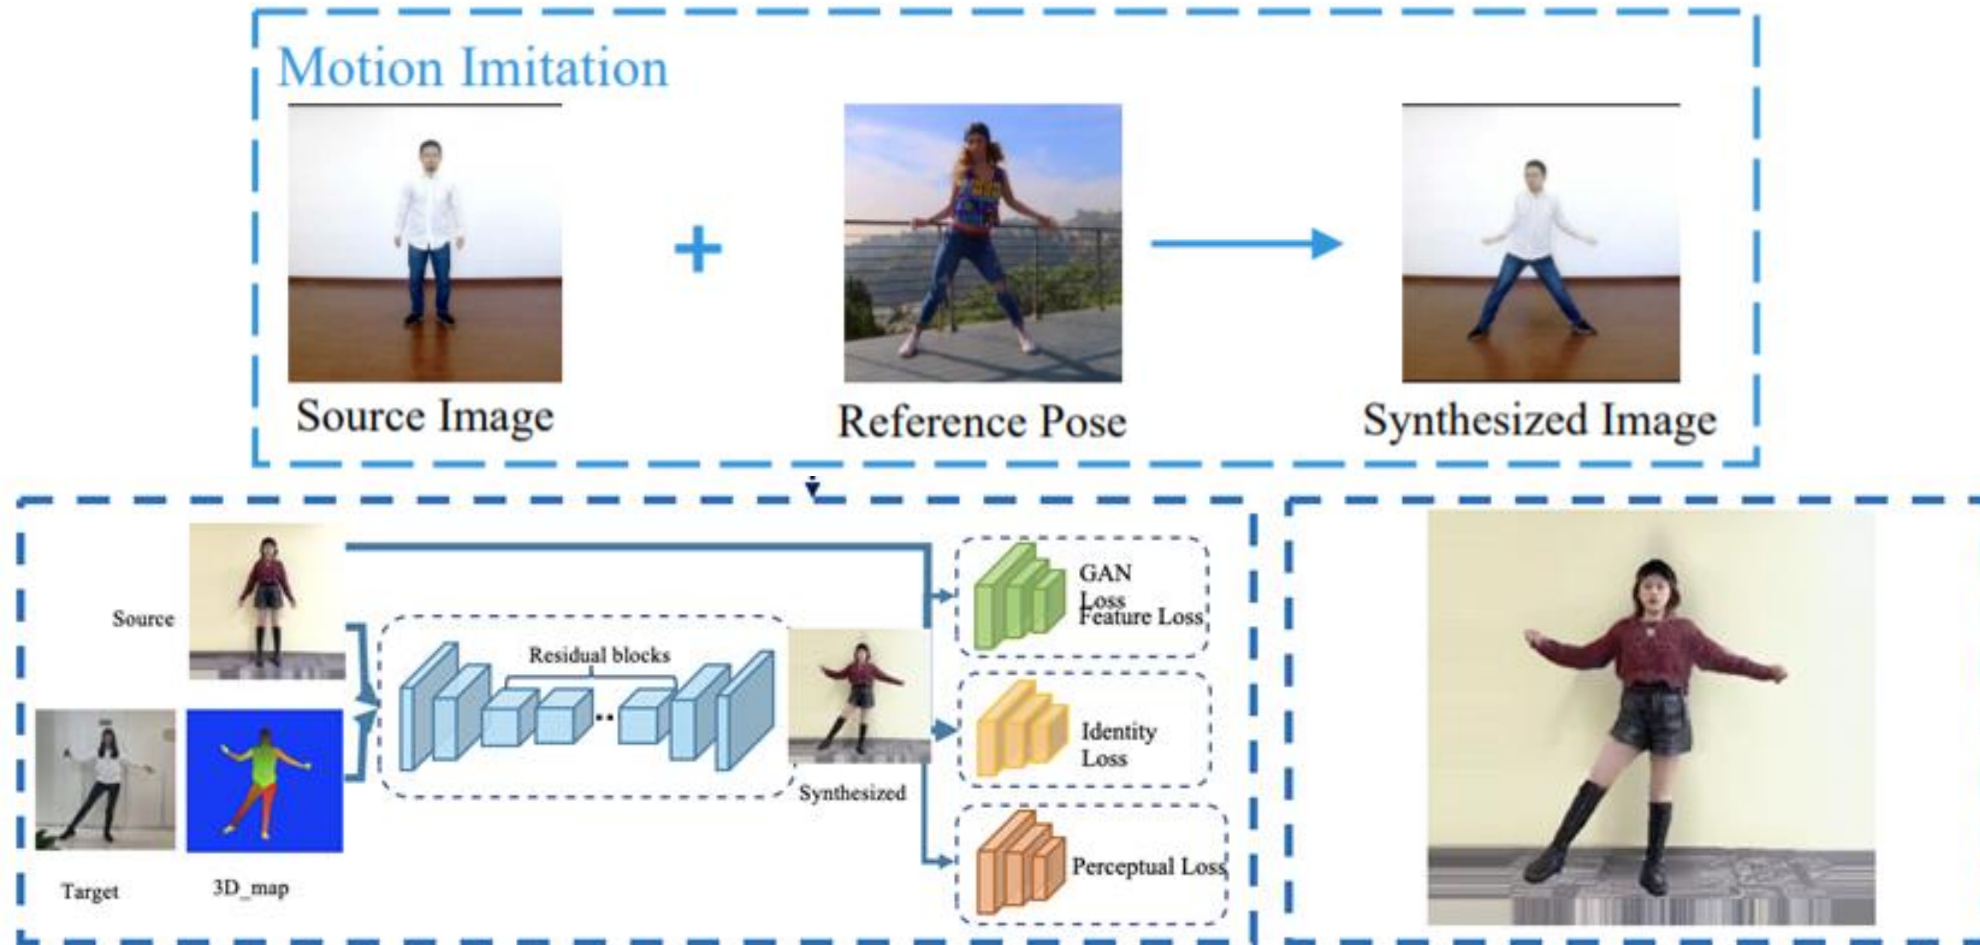 Motion Imitation
Source Image
Reference Pose
Synthesized Image
Source
Target
3D_map
Residual blocks
Synthesized
GAN
Loss
Feature Loss
Identity
Loss
Perceptual Loss